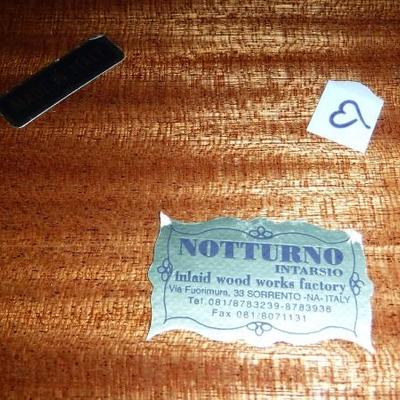 NOTTURNO
INTARSIO
inlaid wood works factory
Via Fuorimura, 33 SORRENTO -NA- ITALY
Tel. 081/8783239-8783938
Fax 081/8071131